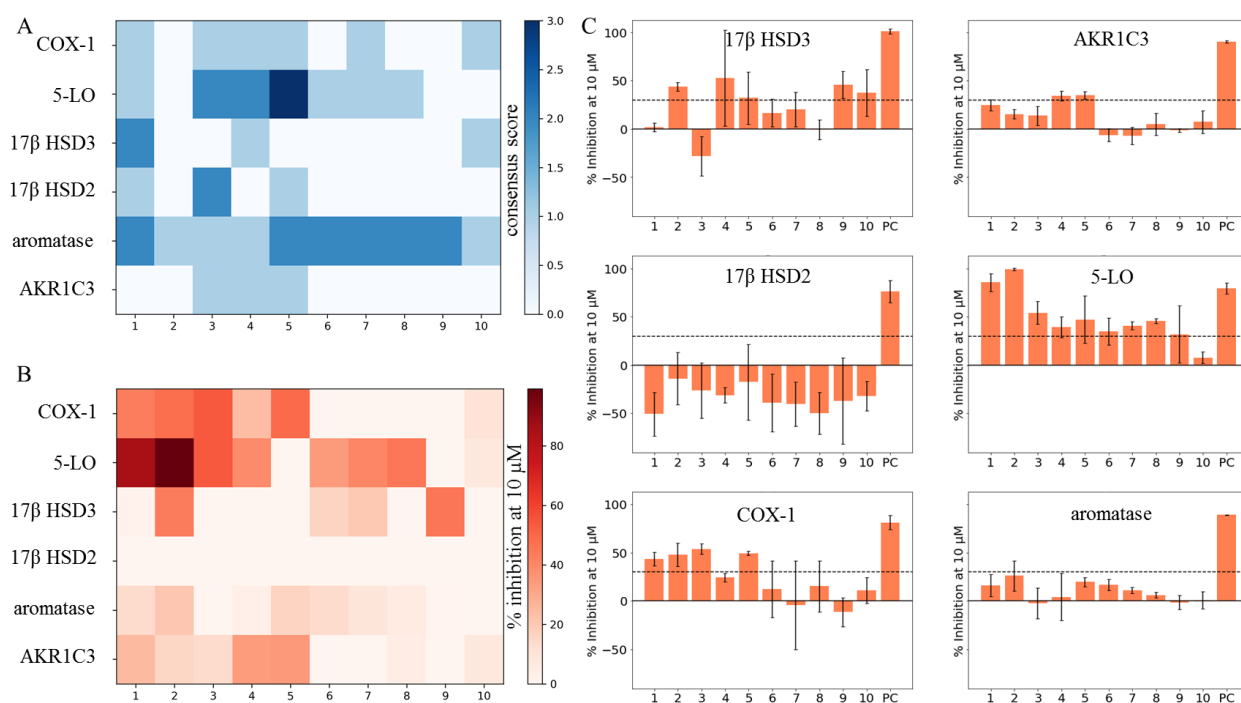 A
COX-1
5-LO
17β HSD3
17β HSD2
aromatase
AKR1C3
1 2 3 4 5 6 7 8 9 10
3.0
2.5
2.0
1.5
1.0
0.5
0.0
consensus score
B
COX-1
5-LO
17β HSD3
17β HSD2
aromatase
AKR1C3
1 2 3 4 5 6 7 8 9 10
80
60
40
20
0
% inhibition at 10 µM
C
17β HSD3
% Inhibition at 10 µM
100
50
0
−50
1 2 3 4 5 6 7 8 9 10 PC
AKR1C3
% Inhibition at 10 µM
1 2 3 4 5 6 7 8 9 10 PC
17β HSD2
% Inhibition at 10 µM
100
50
0
−50
1 2 3 4 5 6 7 8 9 10 PC
5-LO
% Inhibition at 10 µM
1 2 3 4 5 6 7 8 9 10 PC
COX-1
% Inhibition at 10 µM
100
50
0
−50
1 2 3 4 5 6 7 8 9 10 PC
aromatase
% Inhibition at 10 µM
1 2 3 4 5 6 7 8 9 10 PC